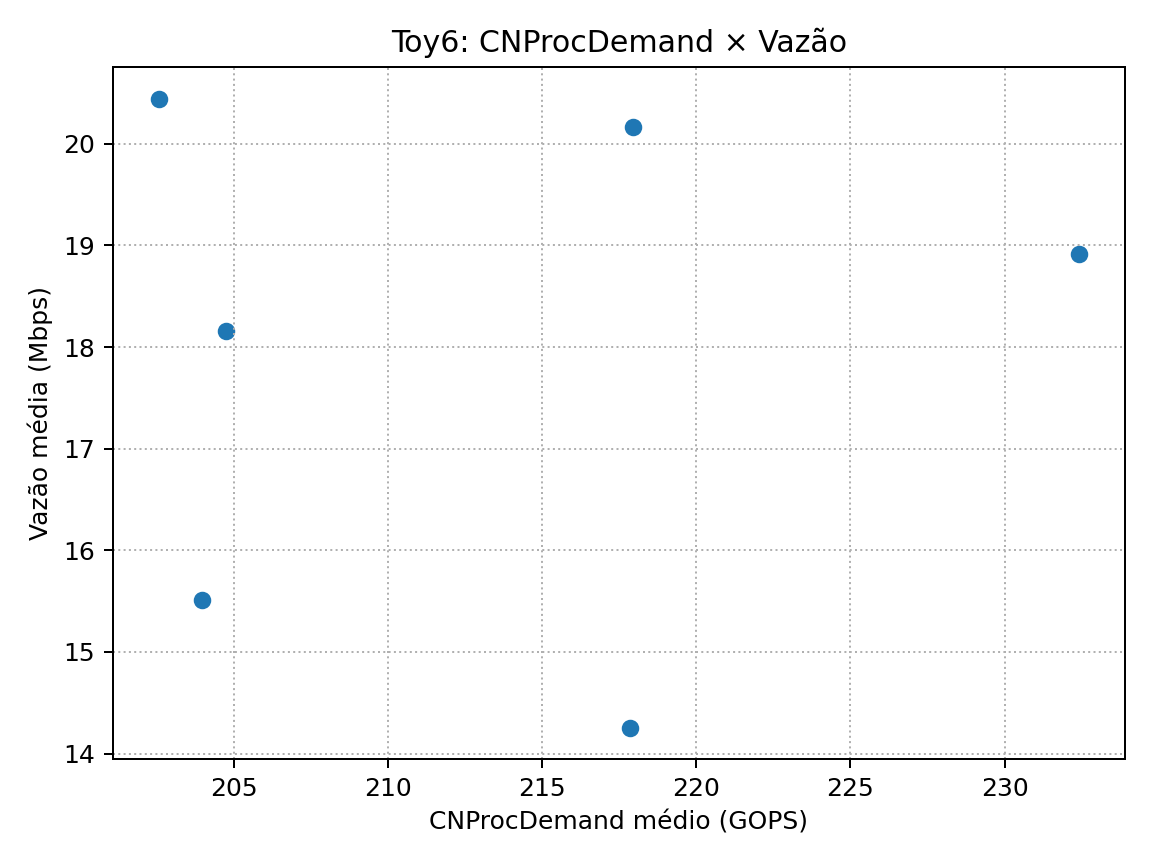 Toy6: CNProcDemand × Vazão
Vazão média (Mbps)
20
19
18
17
16
15
14
205 210 215 220 225 230
CNProcDemand médio (GOPS)